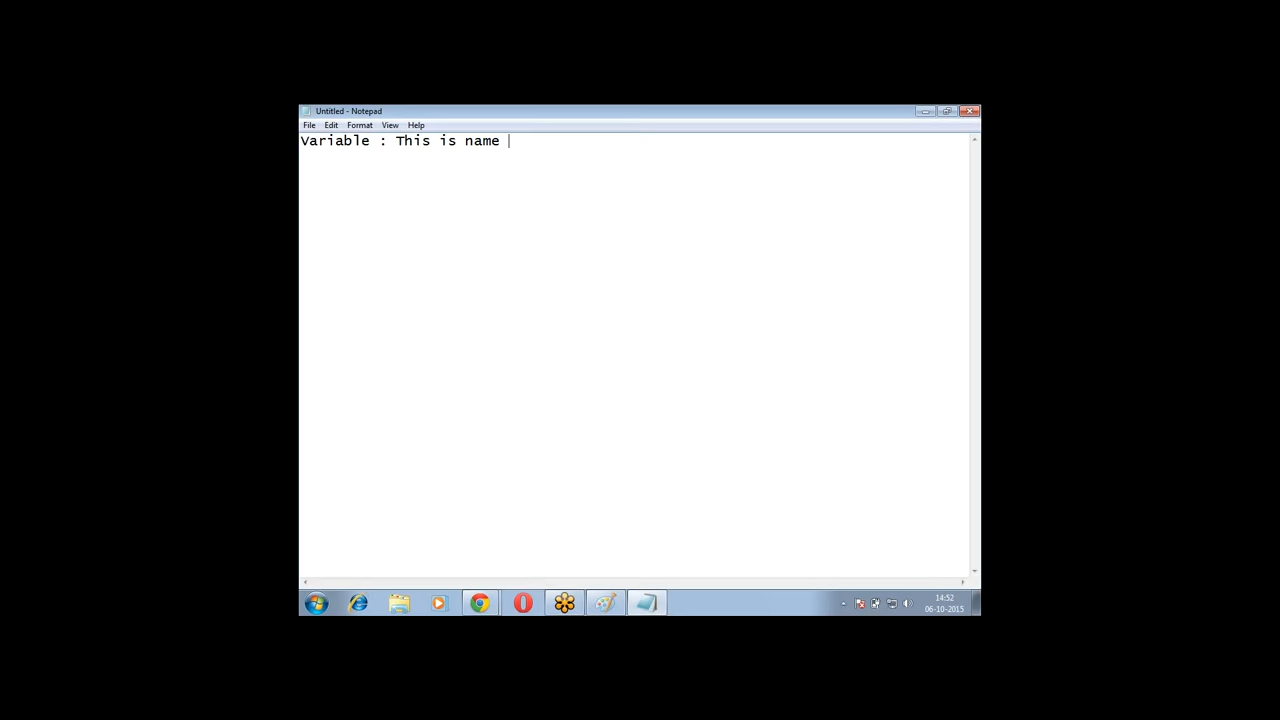 Untitled - Notepad
File Edit Format View Help
Variable : This is name
14:52
06-10-2015